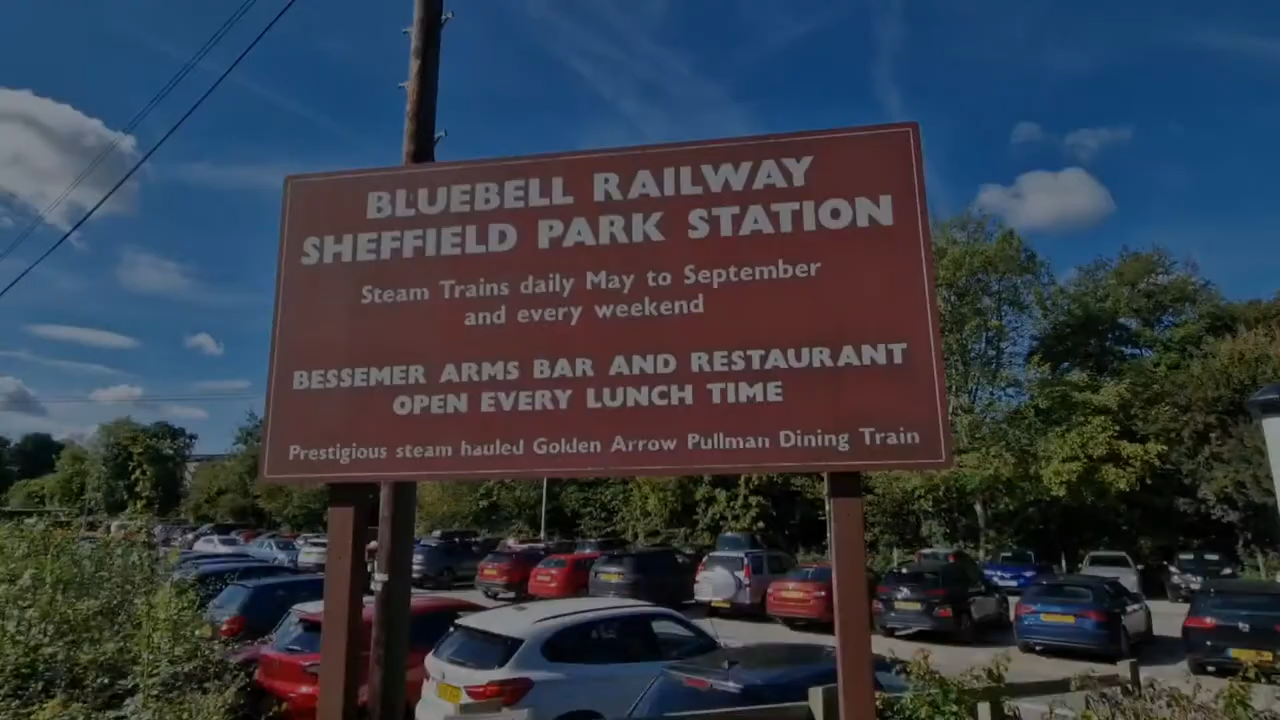 BLUEBELL RAILWAY
SHEFFIELD PARK STATION
Steam Trains daily May to September
and every weekend
BESSEMER ARMS BAR AND RESTAURANT
OPEN EVERY LUNCH TIME
Prestigious steam hauled Golden Arrow Pullman Dining Train